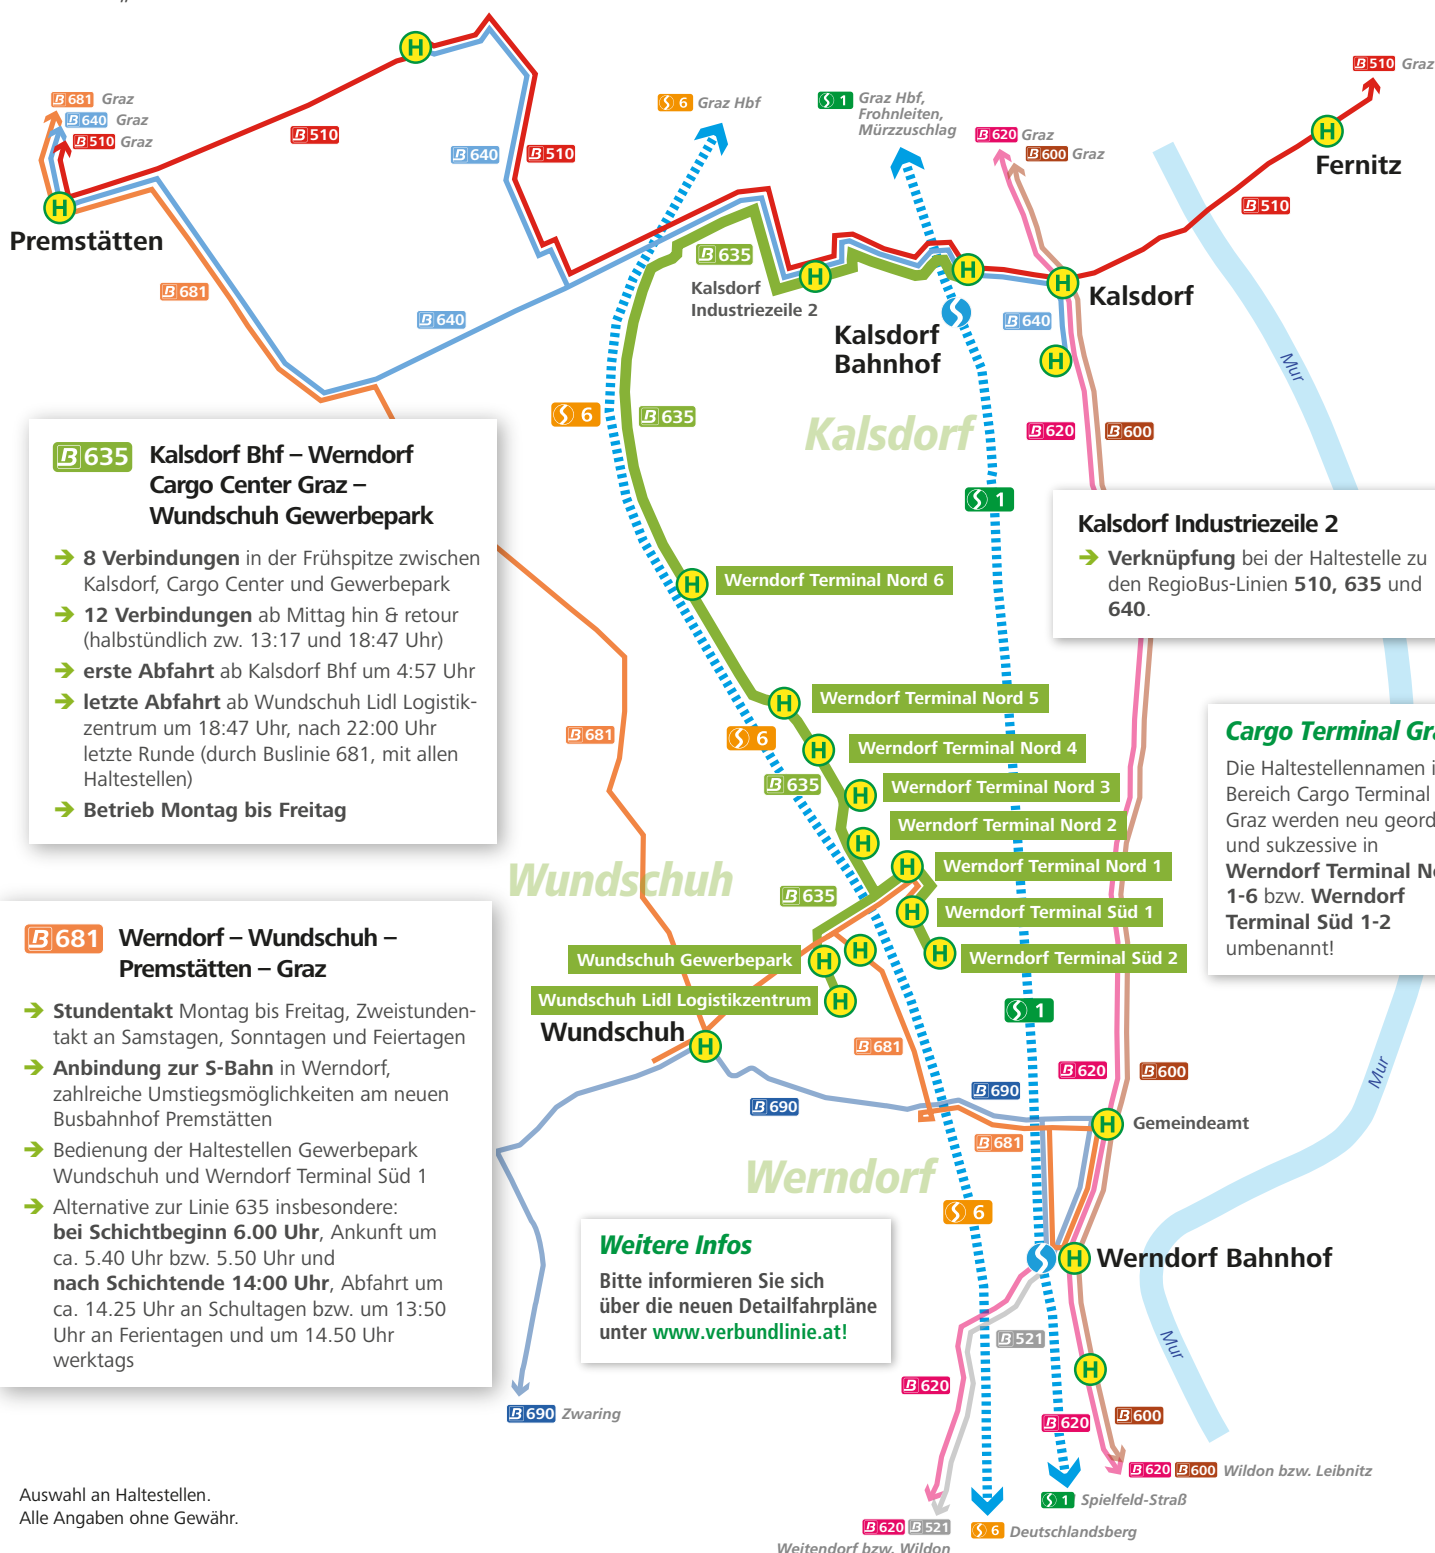 B 510 Graz
B 681 Graz
B 640 Graz
B 510 Graz
S 6 Graz Hbf
S 1 Graz Hbf,
Frohnleiten,
Mürzzuschlag
B 620 Graz
B 600 Graz
B 510
B 640
B 510
Fernitz
B 510
Premstätten
B 681
B 640
B 635
Kalsdorf
Industriezeile 2
Kalsdorf
Bahnhof
Kalsdorf
B 640
Mur
S 6
B 635
Kalsdorf
B 620
B 600
S 1
B 635 Kalsdorf Bhf – Werndorf
Cargo Center Graz –
Wundschuh Gewerbepark
8 Verbindungen in der Frühspitze zwischen
Kalsdorf, Cargo Center und Gewerbepark
12 Verbindungen ab Mittag hin & retour
(halbstündlich zw. 13:17 und 18:47 Uhr)
erste Abfahrt ab Kalsdorf Bhf um 4:57 Uhr
letzte Abfahrt ab Wundschuh Lidl Logistik-
zentrum um 18:47 Uhr, nach 22:00 Uhr
letzte Runde (durch Buslinie 681, mit allen
Haltestellen)
Betrieb Montag bis Freitag
Kalsdorf Industriezeile 2
Verknüpfung bei der Haltestelle zu
den RegioBus-Linien 510, 635 und
640.
Werndorf Terminal Nord 6
Werndorf Terminal Nord 5
B 681
S 6
Werndorf Terminal Nord 4
B 635
Werndorf Terminal Nord 3
Werndorf Terminal Nord 2
Werndorf Terminal Nord 1
Wundschuh
B 635
Werndorf Terminal Süd 1
Werndorf Terminal Süd 2
Wundschuh Gewerbepark
Wundschuh Lidl Logistikzentrum
Wundschuh
Cargo Terminal Gra
Die Haltestellennamen i
Bereich Cargo Terminal
Graz werden neu geord
und sukzessive in
Werndorf Terminal No
1-6 bzw. Werndorf
Terminal Süd 1-2
umbenannt!
B 681 Werndorf – Wundschuh –
Premstätten – Graz
Stundentakt Montag bis Freitag, Zweistunden-
takt an Samstagen, Sonntagen und Feiertagen
Anbindung zur S-Bahn in Werndorf,
zahlreiche Umstiegsmöglichkeiten am neuen
Busbahnhof Premstätten
Bedienung der Haltestellen Gewerbepark
Wundschuh und Werndorf Terminal Süd 1
Alternative zur Linie 635 insbesondere:
bei Schichtbeginn 6.00 Uhr, Ankunft um
ca. 5.40 Uhr bzw. 5.50 Uhr und
nach Schichtende 14:00 Uhr, Abfahrt um
ca. 14.25 Uhr an Schultagen bzw. um 13:50
Uhr an Ferientagen und um 14.50 Uhr
werktags
S 1
B 681
B 620
B 600
Mur
B 690
B 690
B 681
Gemeindeamt
Werndorf
S 6
Weitere Infos
Bitte informieren Sie sich
über die neuen Detailfahrpläne
unter www.verbundlinie.at!
Werndorf Bahnhof
B 521
Mur
B 620
B 690 Zwaring
B 620
B 600
B 620 B 600 Wildon bzw. Leibnitz
S 1 Spielfeld-Straß
B 620 B 521
Weitendorf bzw. Wildon
S 6 Deutschlandsberg
Auswahl an Haltestellen.
Alle Angaben ohne Gewähr.